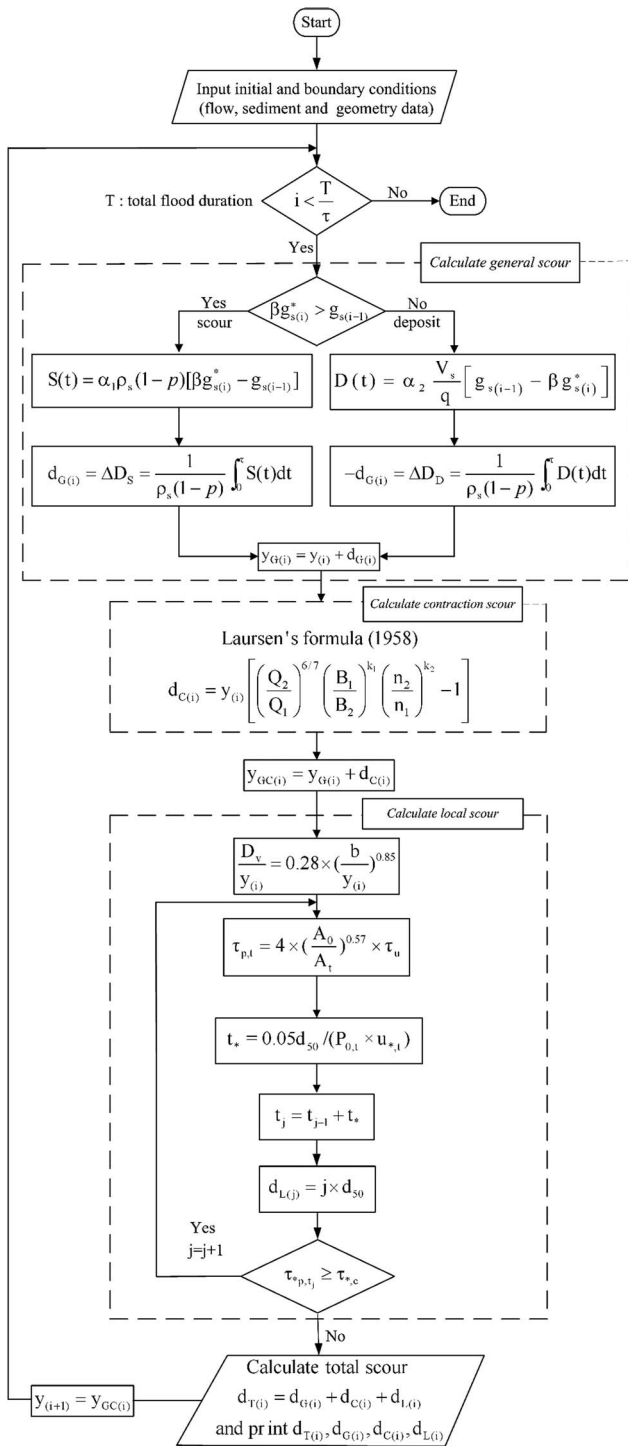 Start
Input initial and boundary conditions
(flow, sediment and geometry data)
T : total flood duration
i < T/τ
No
End
Yes
Calculate general scour
βg*s(i) > gs(i−1)
Yes
scour
No
deposit
S(t) = α₁ρs(1−p)[βg*s(i) − gs(i−1)]
D(t) = α₂ Vs/q [gs(i−1) − βg*s(i)]
dG(i) = ΔDS = 1/(ρs(1−p)) ∫₀τ S(t)dt
−dG(i) = ΔDD = 1/(ρs(1−p)) ∫₀τ D(t)dt
yG(i) = y(i) + dG(i)
Calculate contraction scour
Laursen's formula (1958)
dC(i) = y(i) [(Q₂/Q₁)^6/7 (B₁/B₂)^k₁ (n₂/n₁)^k₂ −1]
yGC(i) = yG(i) + dC(i)
Calculate local scour
Dv/y(i) = 0.28×(b/y(i))^0.85
τp,t = 4×(A₀/At)^0.57 × τu
t* = 0.05d50/(P0,t × u*,t)
tj = tj−1 + t*
dL(j) = j×d50
Yes
j=j+1
τ*p,tj ≥ τ*,c
No
Calculate total scour
dT(i) = dG(i) + dC(i) + dL(i)
and print dT(i), dG(i), dC(i), dL(i)
y(i+1) = yGC(i)